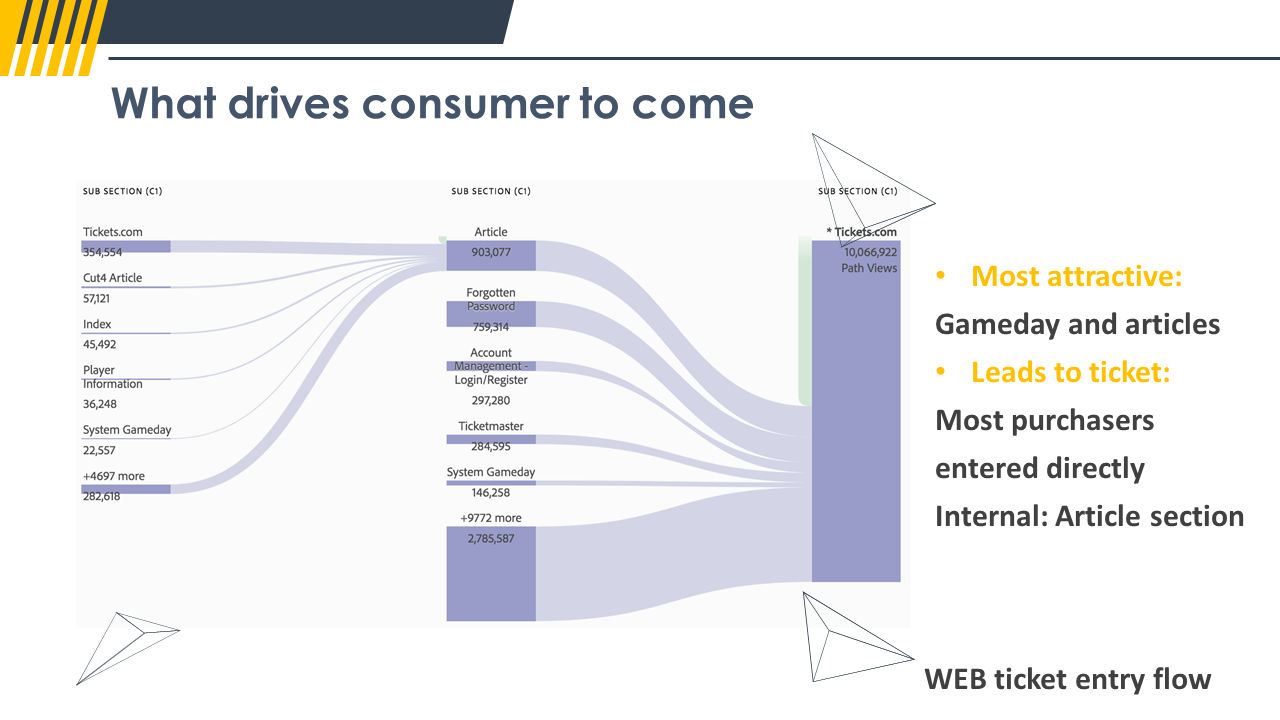 What drives consumer to come
SUB SECTION (C1)
SUB SECTION (C1)
SUB SECTION (C1)
Tickets.com
354,554
Cut4 Article
57,121
Index
45,492
Player
Information
36,248
System Gameday
22,557
+4697 more
282,618
Article
903,077
Forgotten
Password
759,314
Account
Management -
Login/Register
297,280
Ticketmaster
284,595
System Gameday
146,258
+9772 more
2,785,587
* Tickets.com
10,066,922
Path Views
• Most attractive:
Gameday and articles
• Leads to ticket:
Most purchasers
entered directly
Internal: Article section
WEB ticket entry flow